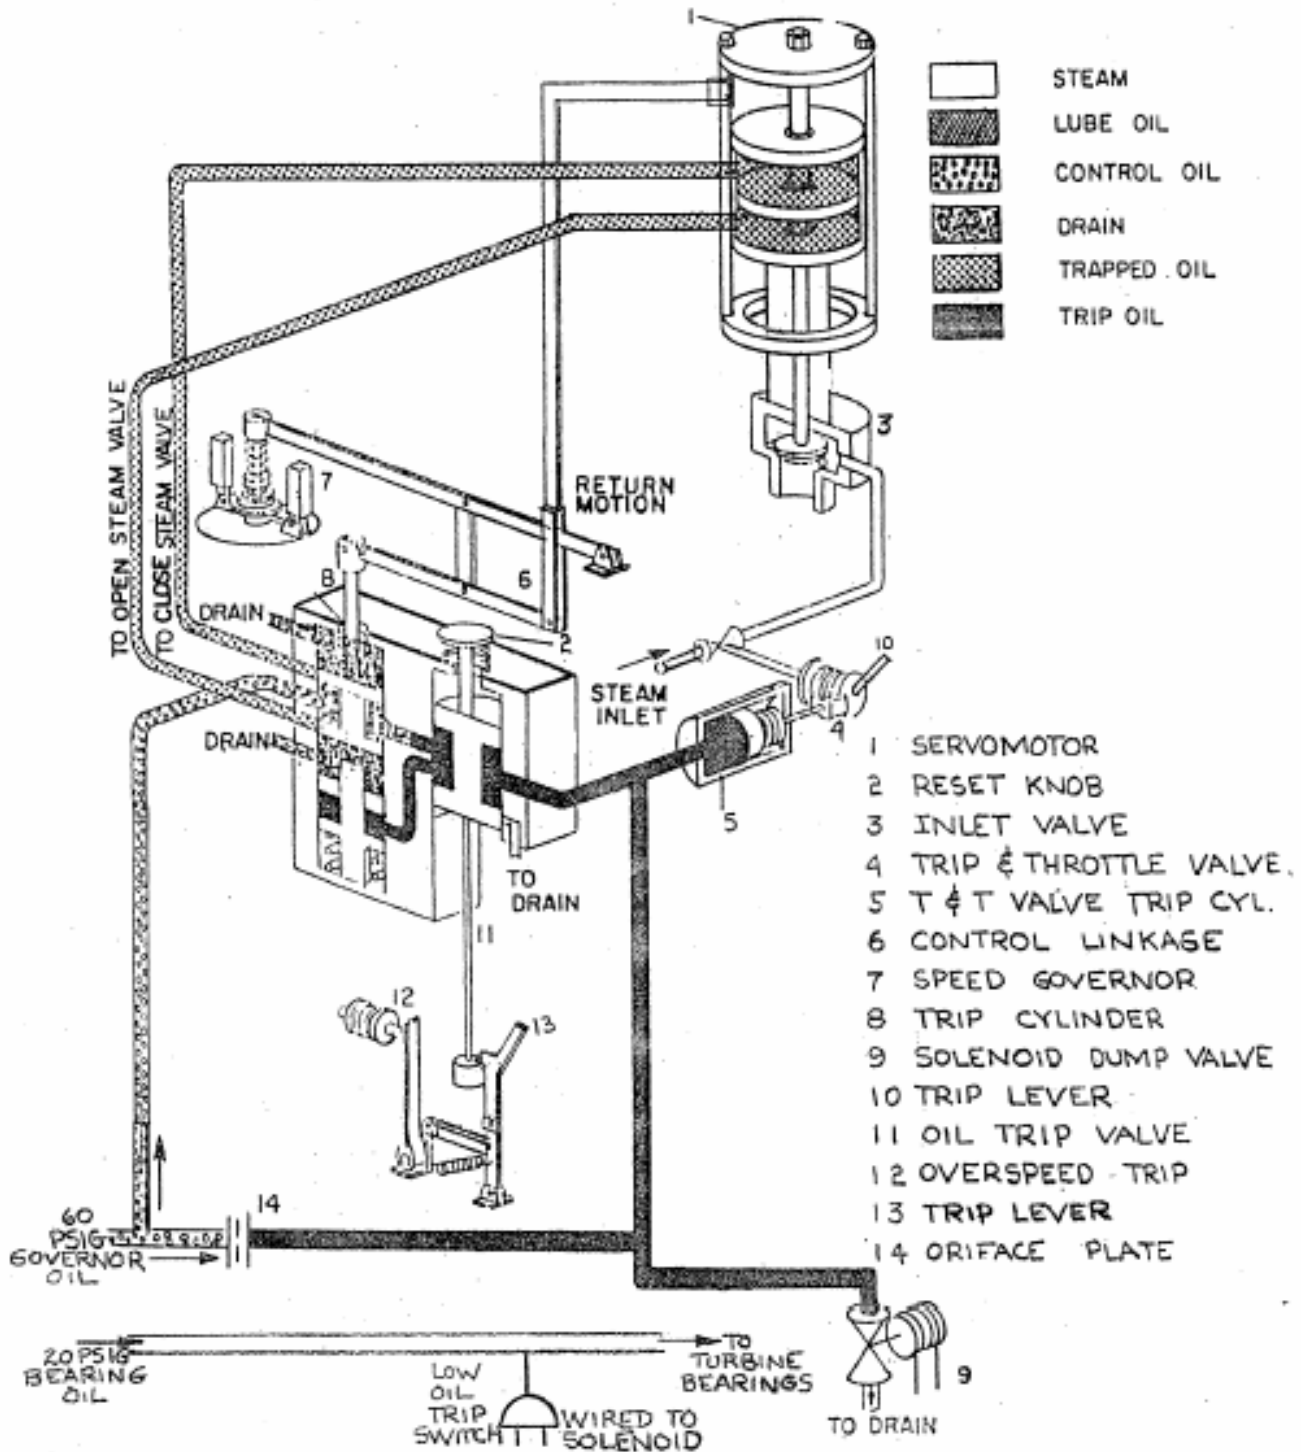 1
STEAM
LUBE OIL
CONTROL OIL
DRAIN
TRAPPED OIL
TRIP OIL
3
TO OPEN STEAM VALVE
TO CLOSE STEAM VALVE
7
RETURN
MOTION
8
6
DRAIN
2
STEAM
INLET
10
4
DRAIN
5
TO
DRAIN
11
1 SERVOMOTOR
2 RESET KNOB
3 INLET VALVE
4 TRIP & THROTTLE VALVE.
5 T & T VALVE TRIP CYL.
6 CONTROL LINKAGE
7 SPEED GOVERNOR
8 TRIP CYLINDER
9 SOLENOID DUMP VALVE
10 TRIP LEVER
11 OIL TRIP VALVE
12 OVERSPEED TRIP
13 TRIP LEVER
14 ORIFACE PLATE
12
13
14
60
PSIG
GOVERNOR
OIL
20 PSIG
BEARING
OIL
LOW
OIL
TRIP
SWITCH
WIRED TO
SOLENOID
TO
TURBINE
BEARINGS
9
TO DRAIN